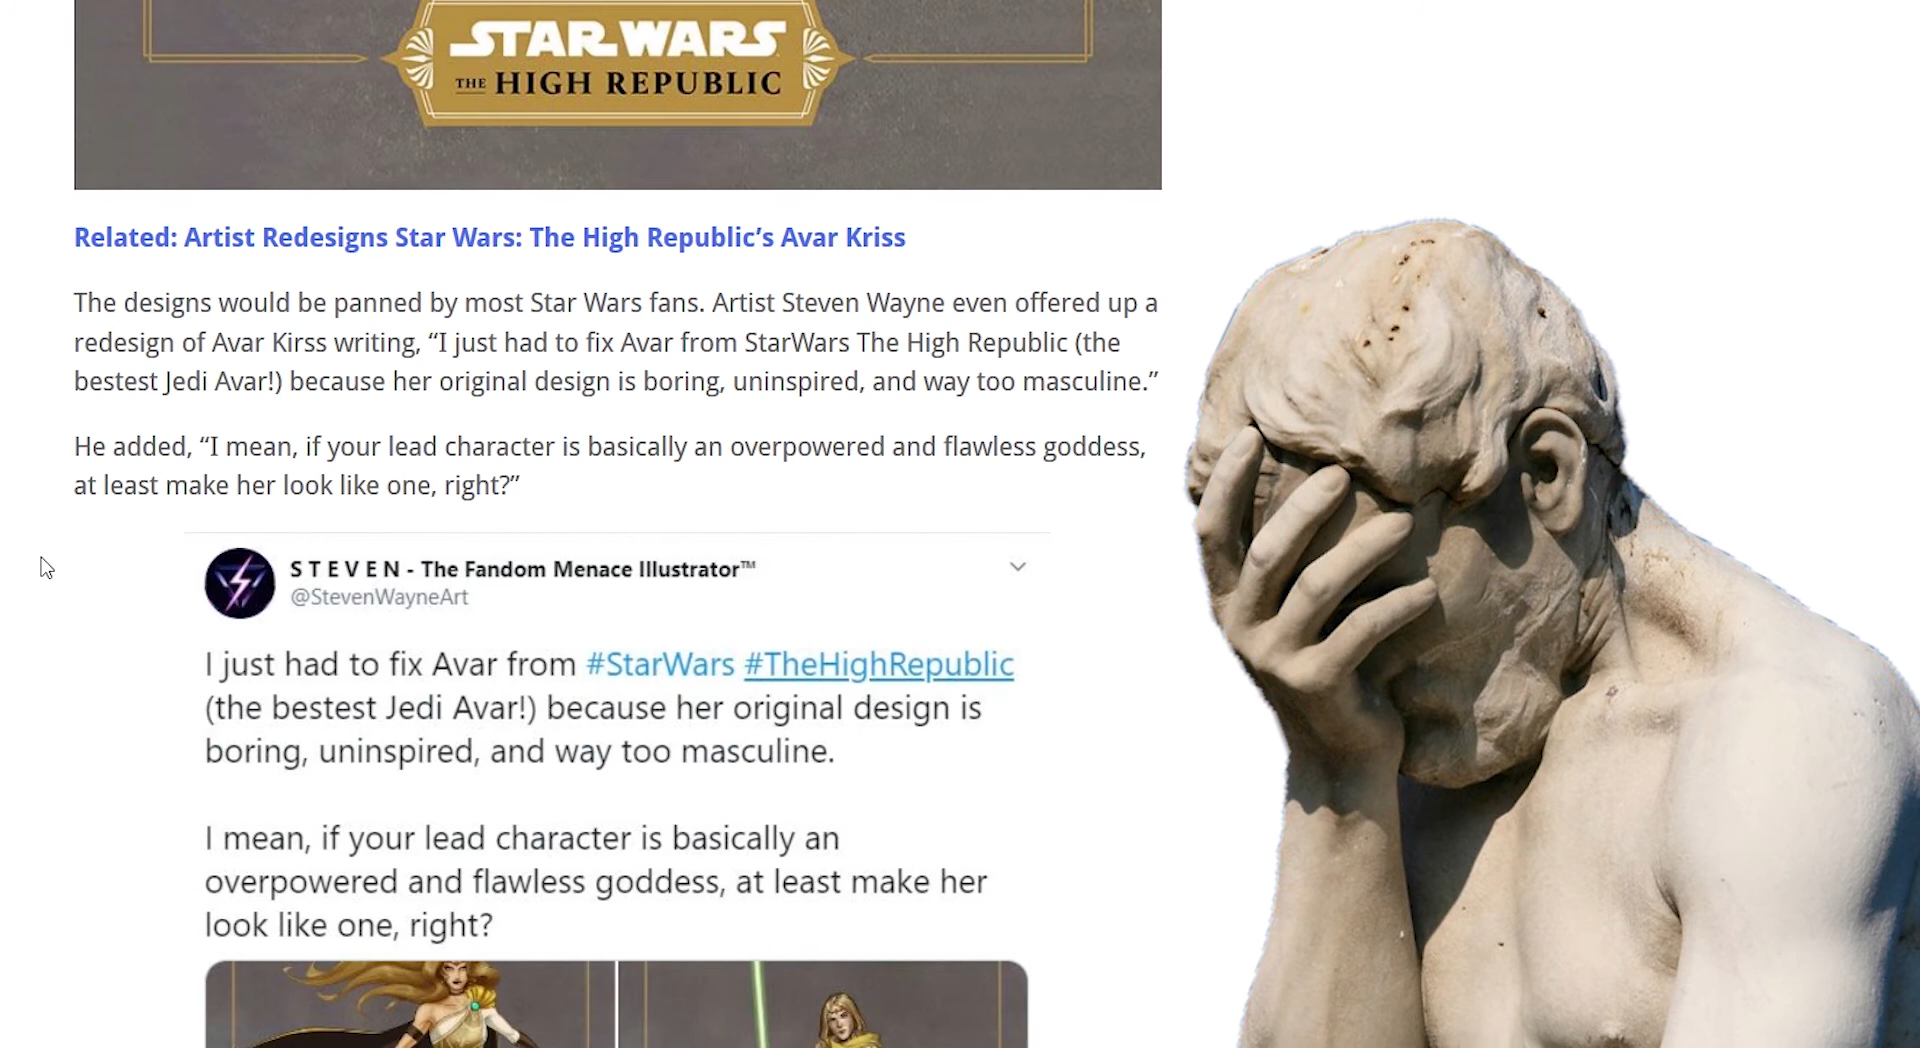 STAR WARS
THE HIGH REPUBLIC
Related: Artist Redesigns Star Wars: The High Republic’s Avar Kriss
The designs would be panned by most Star Wars fans. Artist Steven Wayne even offered up a
redesign of Avar Kirss writing, “I just had to fix Avar from StarWars The High Republic (the
bestest Jedi Avar!) because her original design is boring, uninspired, and way too masculine.”
He added, “I mean, if your lead character is basically an overpowered and flawless goddess,
at least make her look like one, right?”
S T E V E N - The Fandom Menace Illustrator™
@StevenWayneArt
I just had to fix Avar from #StarWars #TheHighRepublic
(the bestest Jedi Avar!) because her original design is
boring, uninspired, and way too masculine.
I mean, if your lead character is basically an
overpowered and flawless goddess, at least make her
look like one, right?